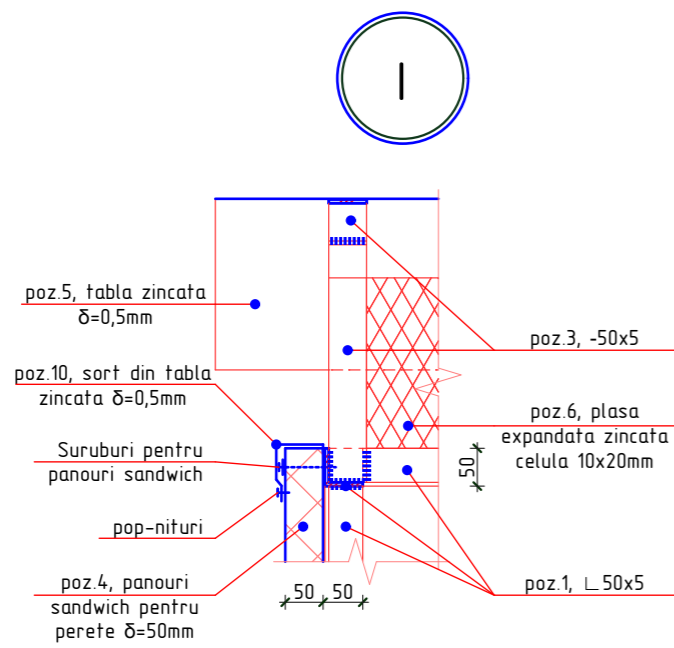 I
poz.5, tabla zincata
δ=0,5mm
poz.10, sort din tabla
zincata δ=0,5mm
Suruburi pentru
panouri sandwich
pop-nituri
poz.4, panouri
sandwich pentru
perete δ=50mm
poz.3, -50x5
poz.6, plasa
expandata zincata
celula 10x20mm
50
poz.1, ∟50x5
50 50